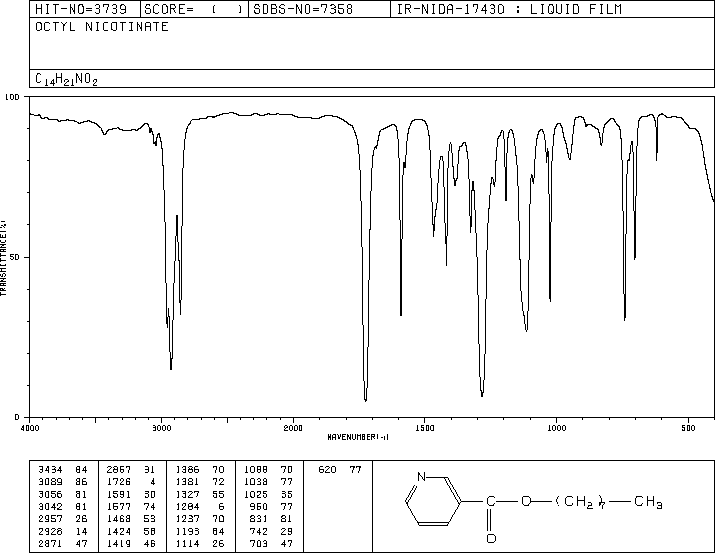 HIT-NO=3739 SCORE= ( ) SDBS-NO=7358 IR-NIDA-17430 : LIQUID FILM
OCTYL NICOTINATE
C14H21NO2
100
50
0
TRANSMITTANCE(%)
4000 3000 2000 1500 1000 500
WAVENUMBER(-1)
3434 84 2857 31 1386 70 1088 70 620 77
3089 86 1726 4 1381 72 1038 77
3056 81 1591 30 1327 55 1025 35
3042 81 1577 74 1284 6 960 77
2957 26 1468 53 1237 70 831 81
2928 14 1424 58 1193 64 742 29
2871 47 1419 46 1114 26 703 47
N
C—O—(CH2)7—CH3
O